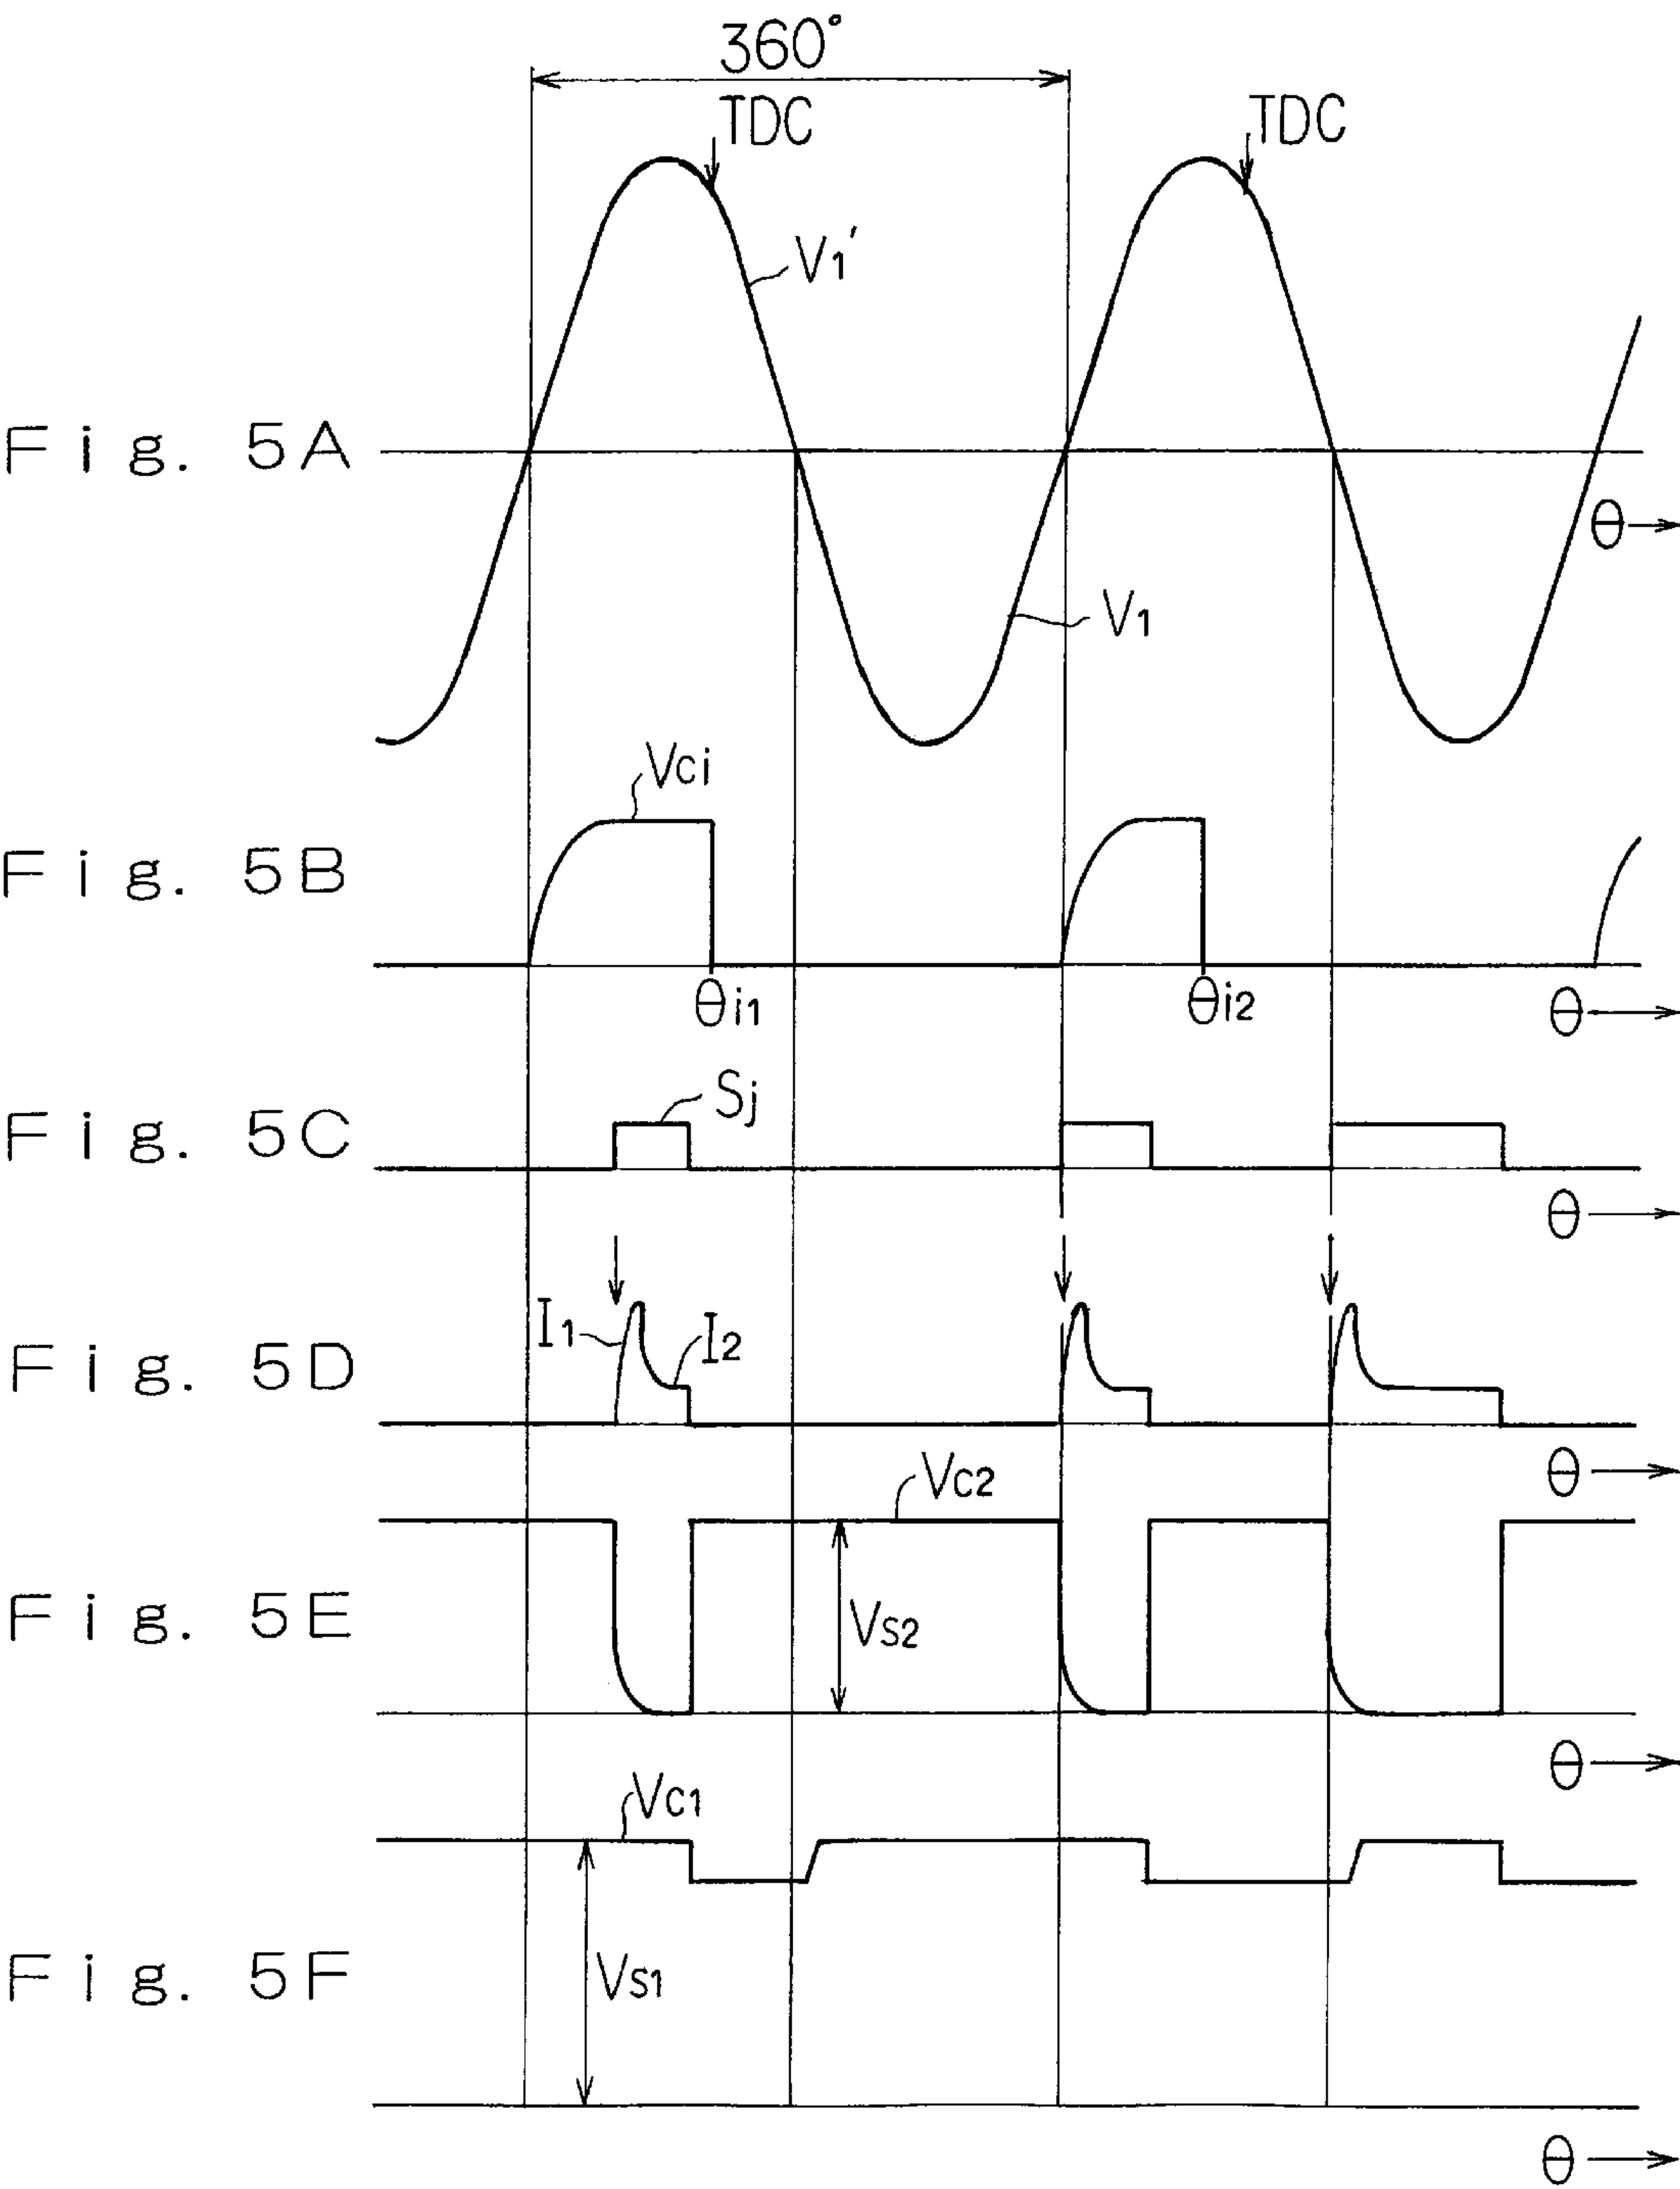 360°
TDC
TDC
V1'
Fig. 5A
θ
V1
Vci
Fig. 5B
θi1
θi2
θ
Sj
Fig. 5C
θ
I1
I2
Fig. 5D
θ
Vc2
Fig. 5E
Vs2
θ
Vc1
Fig. 5F
Vs1
θ